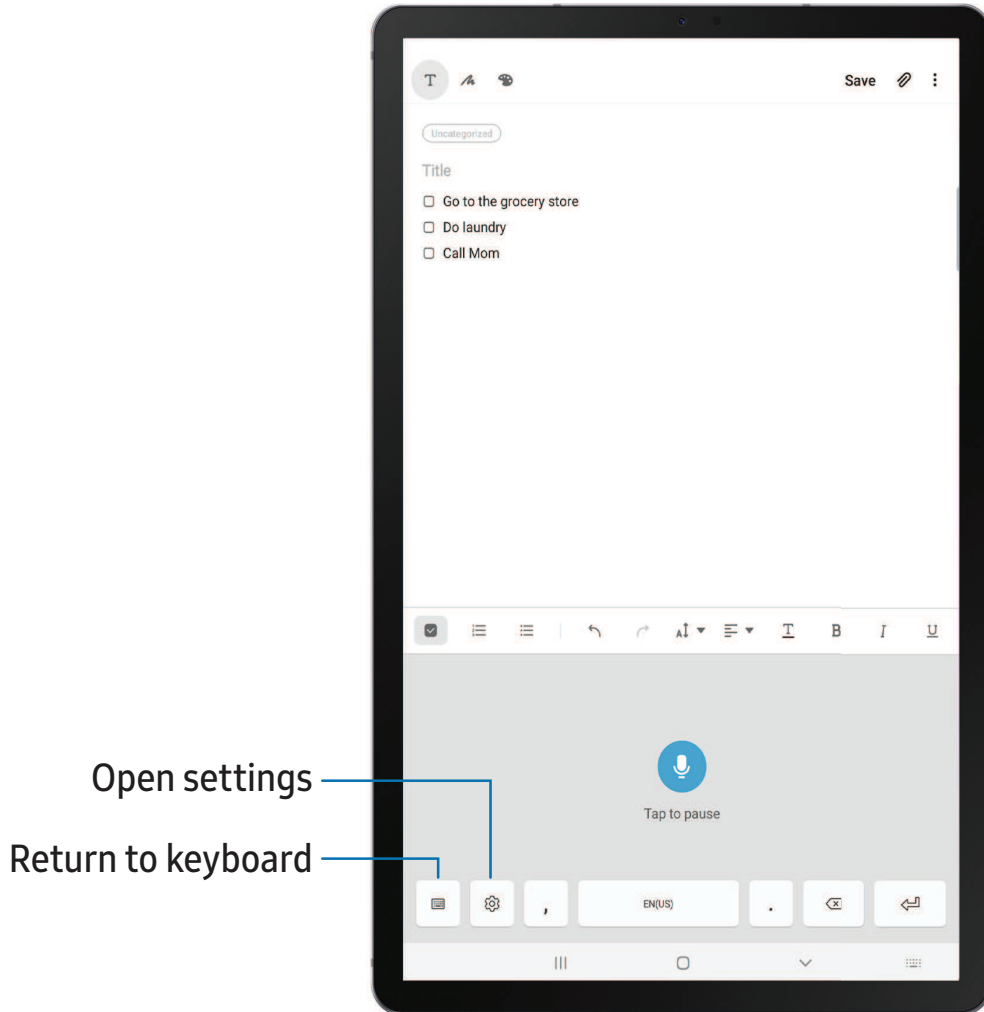 T
Save
Uncategorized
Title
Go to the grocery store
Do laundry
Call Mom
A T B I U
Tap to pause
Open settings
Return to keyboard
, EN(US) .